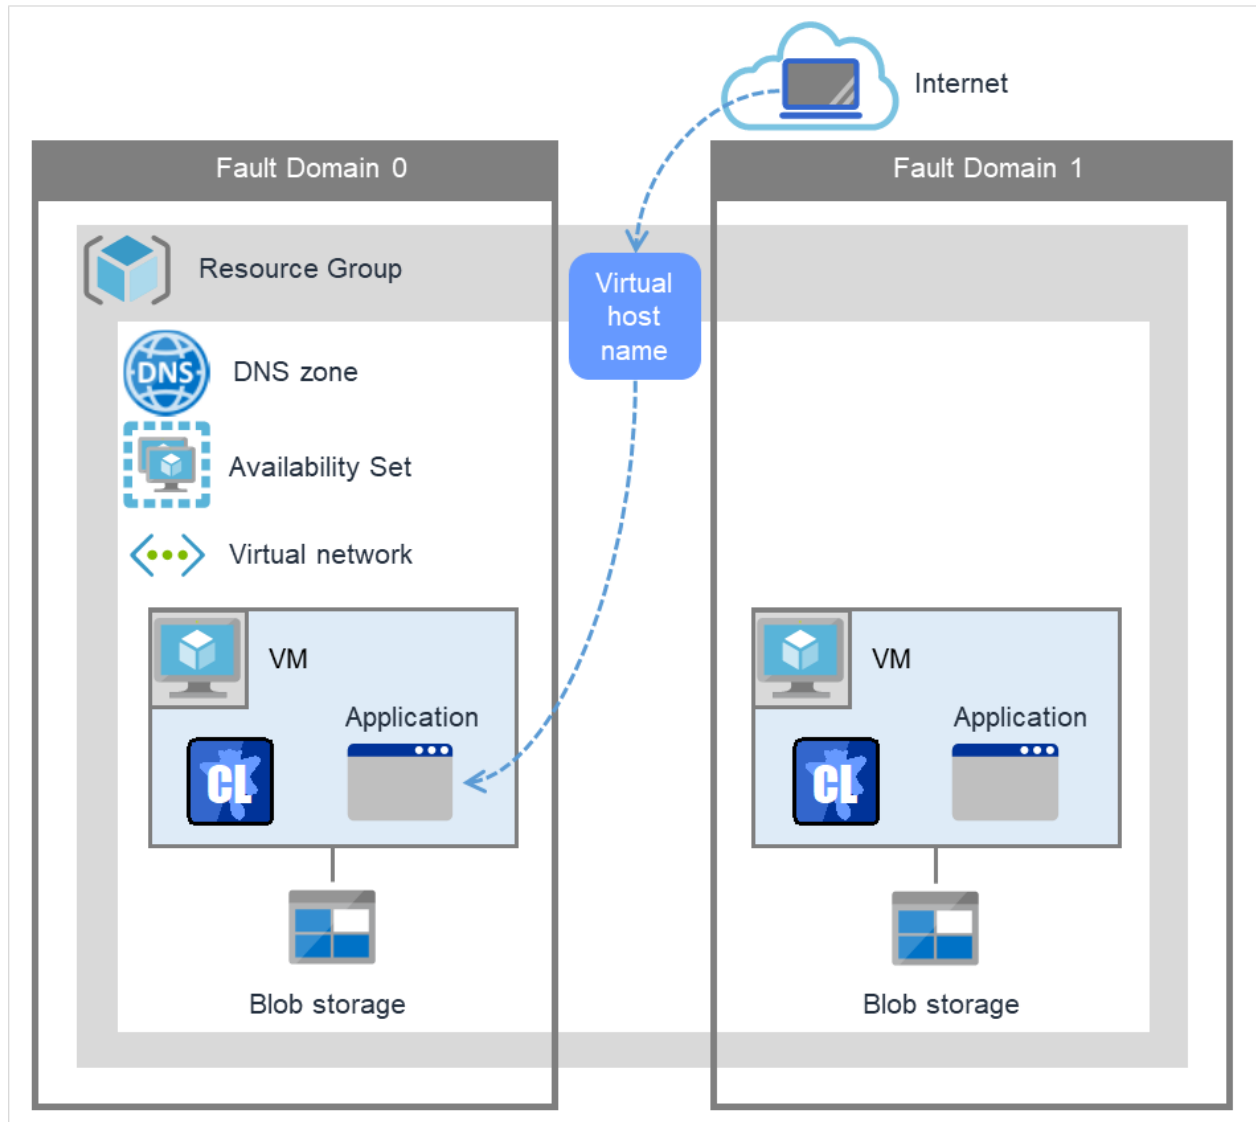 Internet
Fault Domain 0
Fault Domain 1
Resource Group
Virtual
host
name
DNS
DNS zone
Availability Set
Virtual network
VM
Application
CL
Blob storage
VM
Application
CL
Blob storage